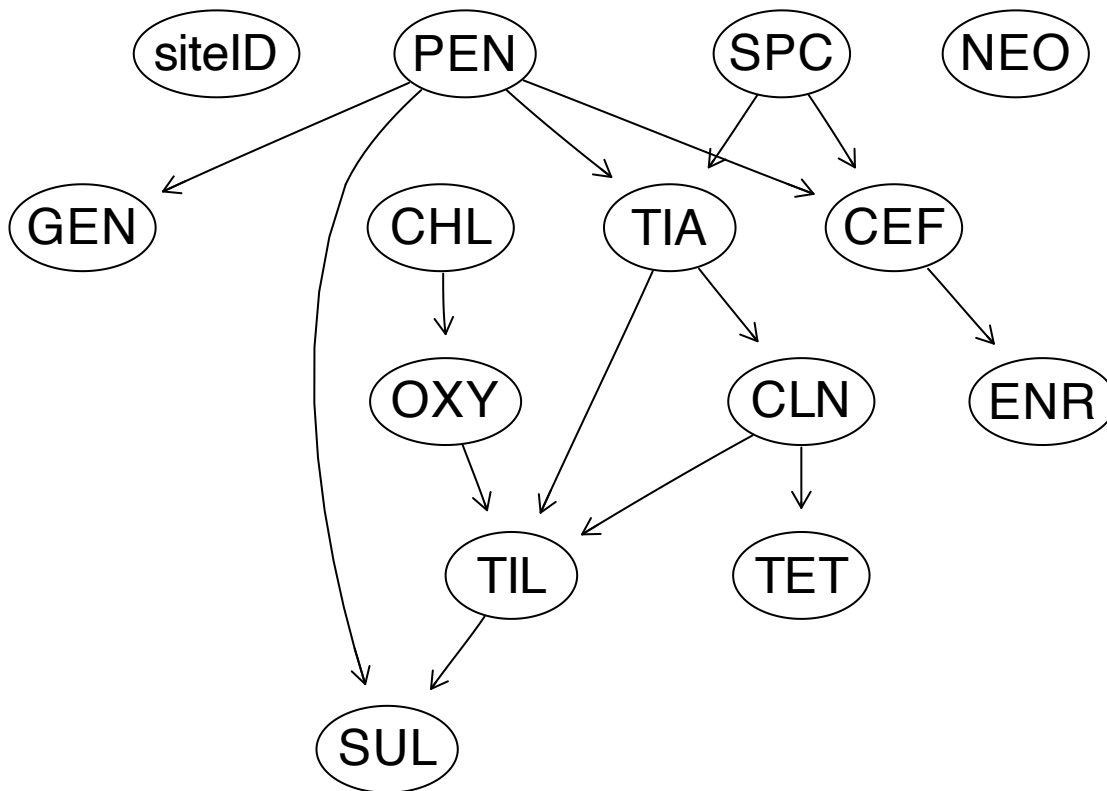 siteID PEN SPC NEO
GEN CHL TIA CEF
OXY CLN ENR
TIL TET
SUL